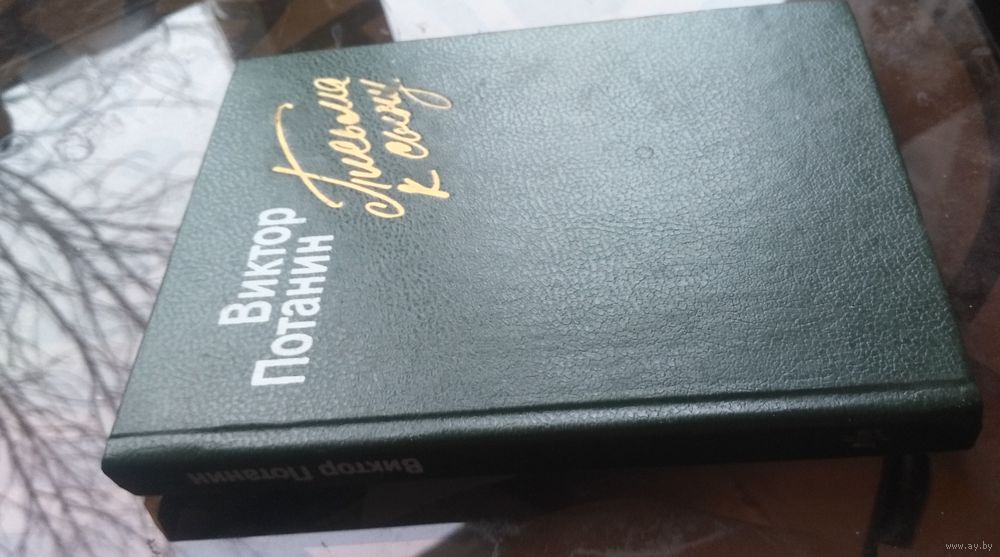 Виктор
Потанин
Письма
к сыну
Виктор Потанин
www.ay.by